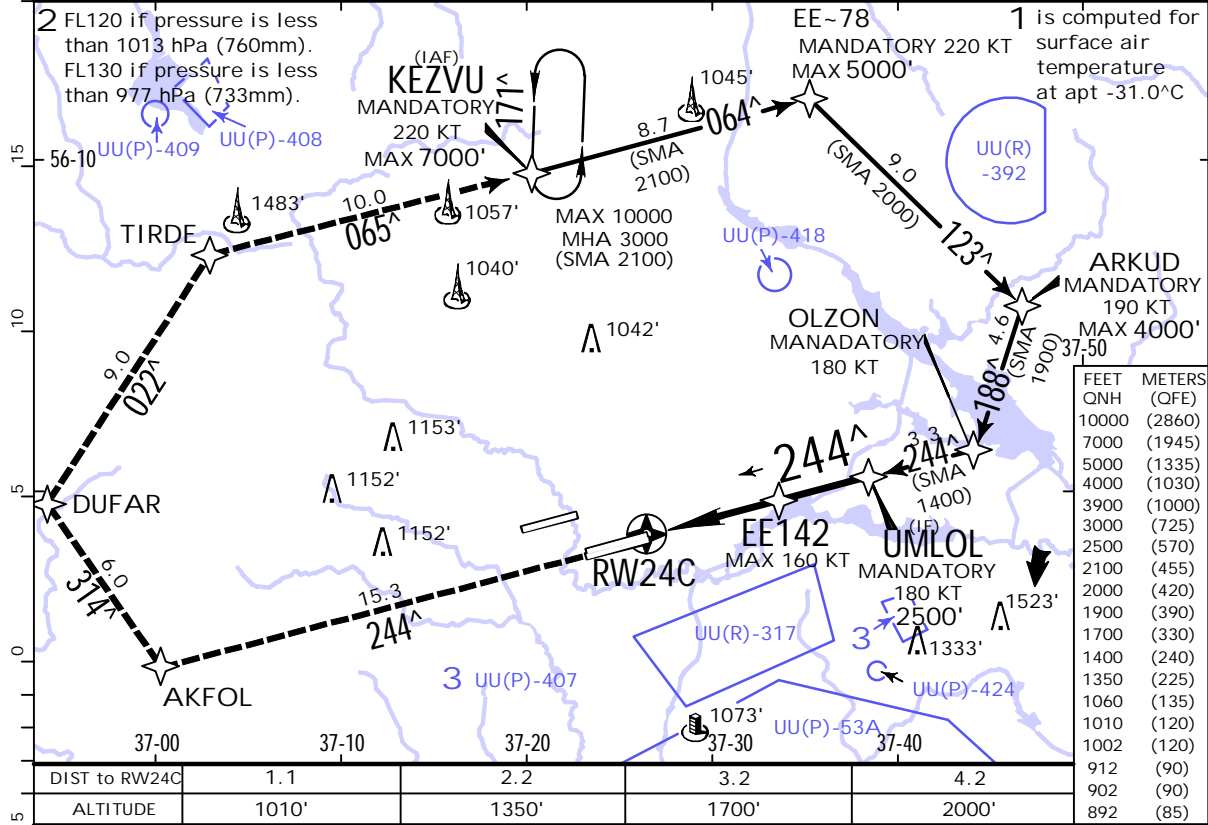 2 FL120 if pressure is less
than 1013 hPa (760mm).
FL130 if pressure is less
than 977 hPa (733mm).
EE~78
MANDATORY 220 KT
MAX 5000'
1 is computed for
surface air
temperature
at apt -31.0^C
(IAF)
KEZVU
MANDATORY
220 KT
MAX 7000'
171^
1045'
8.7
064^
(SMA
2100)
9.0
(SMA 2000)
123^
UU(R)
-392
UU(P)-409
UU(P)-408
15
56-10
1483'
10.0
065^
1057'
TIRDE
MAX 10000
MHA 3000
(SMA 2100)
UU(P)-418
1040'
1042'
ARKUD
MANDATORY
190 KT
MAX 4000'
OLZON
MANADATORY
180 KT
4.6
188^
(SMA
1900)
37-50
10
9.0
022^
1153'
1152'
1152'
244^
3.3
244^
(SMA
1400)
5
DUFAR
6.0
314^
EE142
MAX 160 KT
(IF)
UMLOL
MANDATORY
180 KT
2500'
RW24C
15.3
244^
1523'
3
1333'
UU(R)-317
0
AKFOL
3 UU(P)-407
UU(P)-424
1073'
UU(P)-53A
37-00 37-10 37-20 37-30 37-40
FEET METERS
QNH (QFE)
10000 (2860)
7000 (1945)
5000 (1335)
4000 (1030)
3900 (1000)
3000 (725)
2500 (570)
2100 (455)
2000 (420)
1900 (390)
1700 (330)
1400 (240)
1350 (225)
1060 (135)
1010 (120)
1002 (120)
912 (90)
902 (90)
892 (85)
DIST to RW24C 1.1 2.2 3.2 4.2
ALTITUDE 1010' 1350' 1700' 2000'
5